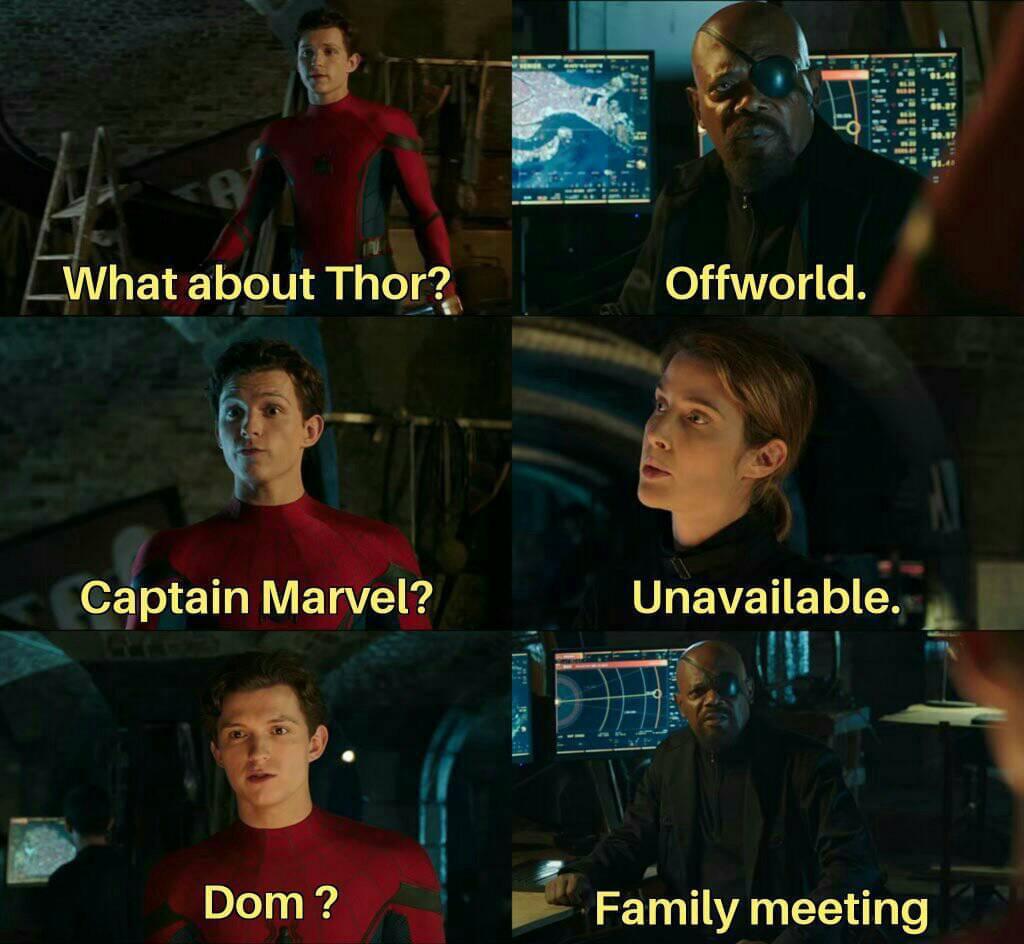 What about Thor?
Offworld.
Captain Marvel?
Unavailable.
Dom ?
Family meeting